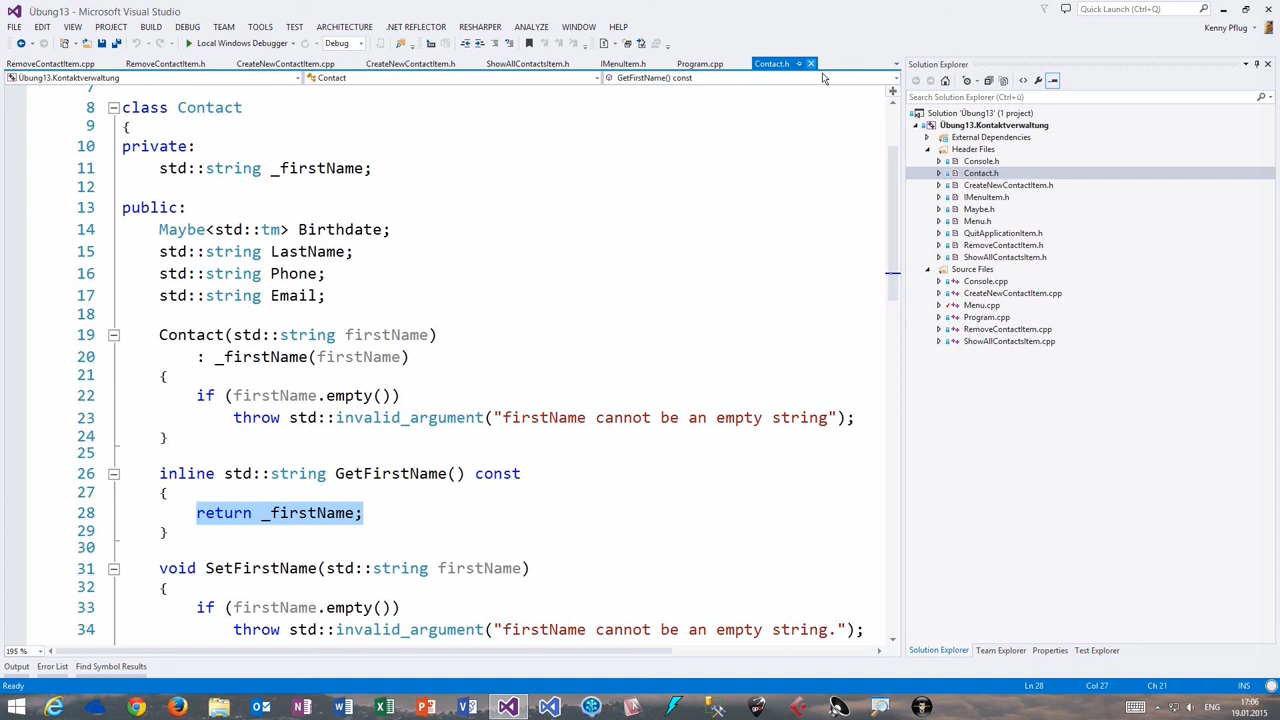 Übung13 - Microsoft Visual Studio
Quick Launch (Ctrl+Q)
FILE EDIT VIEW PROJECT BUILD DEBUG TEAM TOOLS TEST ARCHITECTURE .NET REFLECTOR RESHARPER ANALYZE WINDOW HELP
Kenny Pflug
Local Windows Debugger
Debug
RemoveContactItem.cpp RemoveContactItem.h CreateNewContactItem.cpp CreateNewContactItem.h ShowAllContactsItem.h IMenuItem.h Program.cpp Contact.h
Übung13.Kontaktverwaltung Contact GetFirstName() const
7
8 class Contact
9 {
10 private:
11 std::string _firstName;
12
13 public:
14 Maybe<std::tm> Birthdate;
15 std::string LastName;
16 std::string Phone;
17 std::string Email;
18
19 Contact(std::string firstName)
20 : _firstName(firstName)
21 {
22 if (firstName.empty())
23 throw std::invalid_argument("firstName cannot be an empty string");
24 }
25
26 inline std::string GetFirstName() const
27 {
28 return _firstName;
29 }
30
31 void SetFirstName(std::string firstName)
32 {
33 if (firstName.empty())
34 throw std::invalid_argument("firstName cannot be an empty string.");
195 %
Solution Explorer
Search Solution Explorer (Ctrl+ü)
Solution 'Übung13' (1 project)
Übung13.Kontaktverwaltung
External Dependencies
Header Files
Console.h
Contact.h
CreateNewContactItem.h
IMenuItem.h
Maybe.h
Menu.h
QuitApplicationItem.h
RemoveContactItem.h
ShowAllContactsItem.h
Source Files
Console.cpp
CreateNewContactItem.cpp
Menu.cpp
Program.cpp
RemoveContactItem.cpp
ShowAllContactsItem.cpp
Solution Explorer Team Explorer Properties Test Explorer
Output Error List Find Symbol Results
Ready Ln 28 Col 27 Ch 21 INS
ENG
17:06
19.01.2015